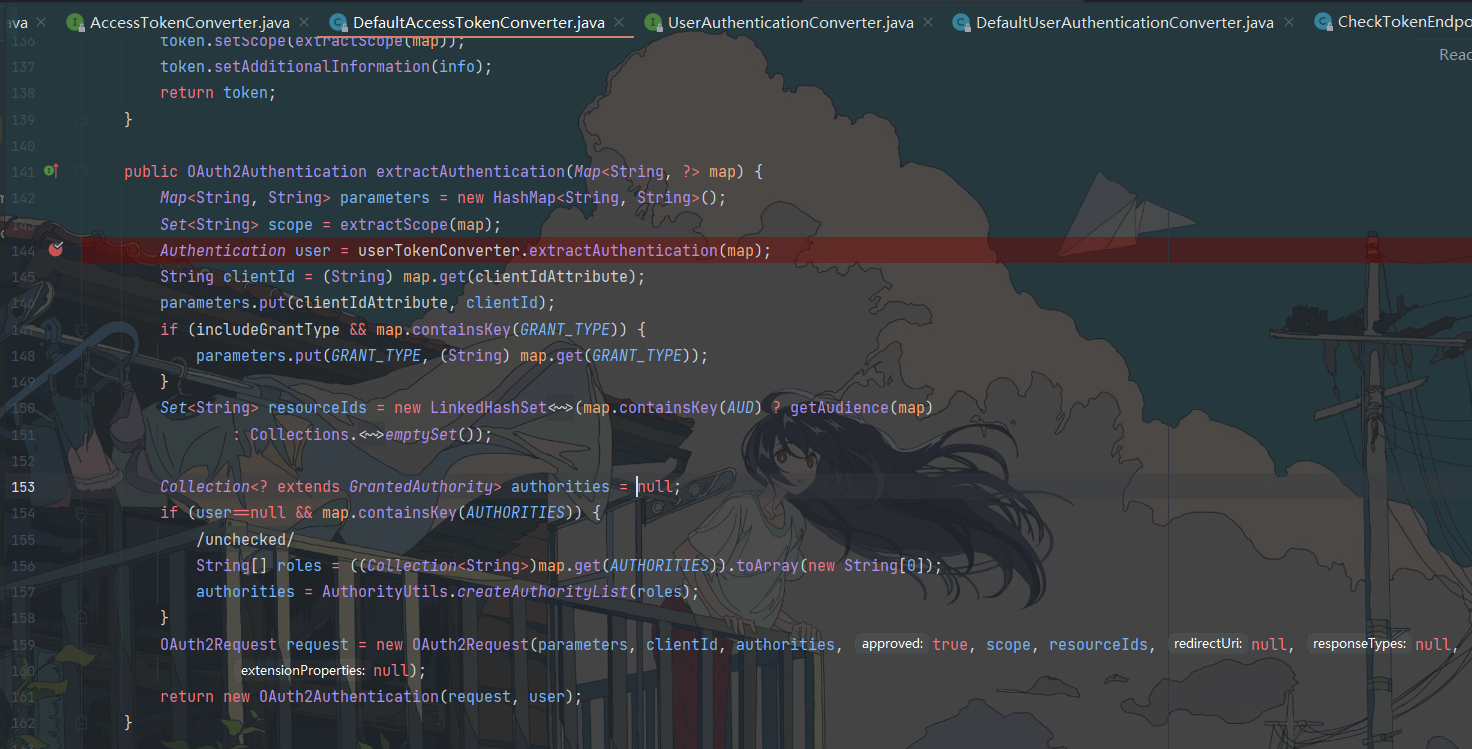 ava AccessTokenConverter.java DefaultAccessTokenConverter.java UserAuthenticationConverter.java DefaultUserAuthenticationConverter.java CheckTokenEndpo
Reac
136 token.setScope(extractScope(map));
137 token.setAdditionalInformation(info);
138 return token;
139 }
140
141 public OAuth2Authentication extractAuthentication(Map<String, ?> map) {
142 Map<String, String> parameters = new HashMap<String, String>();
143 Set<String> scope = extractScope(map);
144 Authentication user = userTokenConverter.extractAuthentication(map);
145 String clientId = (String) map.get(clientIdAttribute);
146 parameters.put(clientIdAttribute, clientId);
147 if (includeGrantType && map.containsKey(GRANT_TYPE)) {
148 parameters.put(GRANT_TYPE, (String) map.get(GRANT_TYPE));
149 }
150 Set<String> resourceIds = new LinkedHashSet<~>(map.containsKey(AUD) ? getAudience(map)
151 : Collections.<~>emptySet());
152
153 Collection<? extends GrantedAuthority> authorities = null;
154 if (user==null && map.containsKey(AUTHORITIES)) {
155 /unchecked/
156 String[] roles = ((Collection<String>)map.get(AUTHORITIES)).toArray(new String[0]);
157 authorities = AuthorityUtils.createAuthorityList(roles);
158 }
159 OAuth2Request request = new OAuth2Request(parameters, clientId, authorities, approved: true, scope, resourceIds, redirectUri: null, responseTypes: null,
160 extensionProperties: null);
161 return new OAuth2Authentication(request, user);
162 }